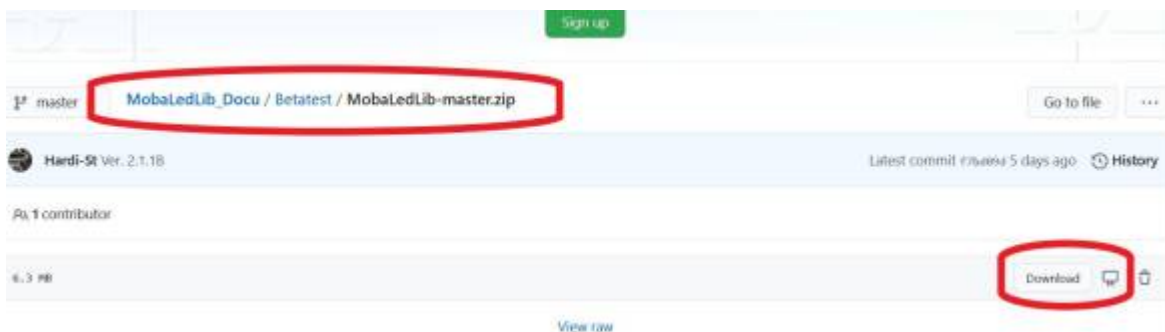 Sign up
master
MobaLedLib_Docu / Betatest / MobaLedLib-master.zip
Go to file
...
Hardi-St Ver. 2.1.1B
Latest commit 5 days ago
History
1 contributor
6.3 MB
Download
View raw